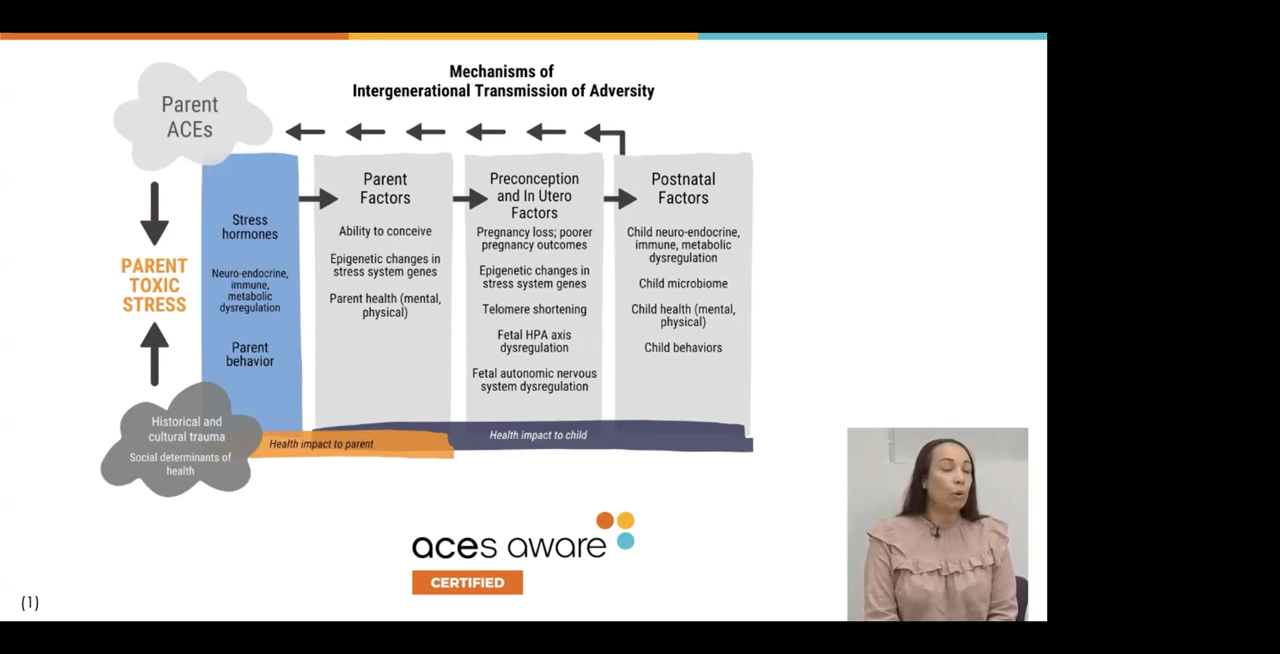 Mechanisms of
Intergenerational Transmission of Adversity
Parent
ACEs
PARENT
TOXIC
STRESS
Historical and
cultural trauma
Social determinants of
health
Stress
hormones
Neuro-endocrine,
immune,
metabolic
dysregulation
Parent
behavior
Parent
Factors
Ability to conceive
Epigenetic changes in
stress system genes
Parent health (mental,
physical)
Preconception
and In Utero
Factors
Pregnancy loss; poorer
pregnancy outcomes
Epigenetic changes in
stress system genes
Telomere shortening
Fetal HPA axis
dysregulation
Fetal autonomic nervous
system dysregulation
Postnatal
Factors
Child neuro-endocrine,
immune, metabolic
dysregulation
Child microbiome
Child health (mental,
physical)
Child behaviors
Health impact to parent
Health impact to child
aces aware
CERTIFIED
(1)